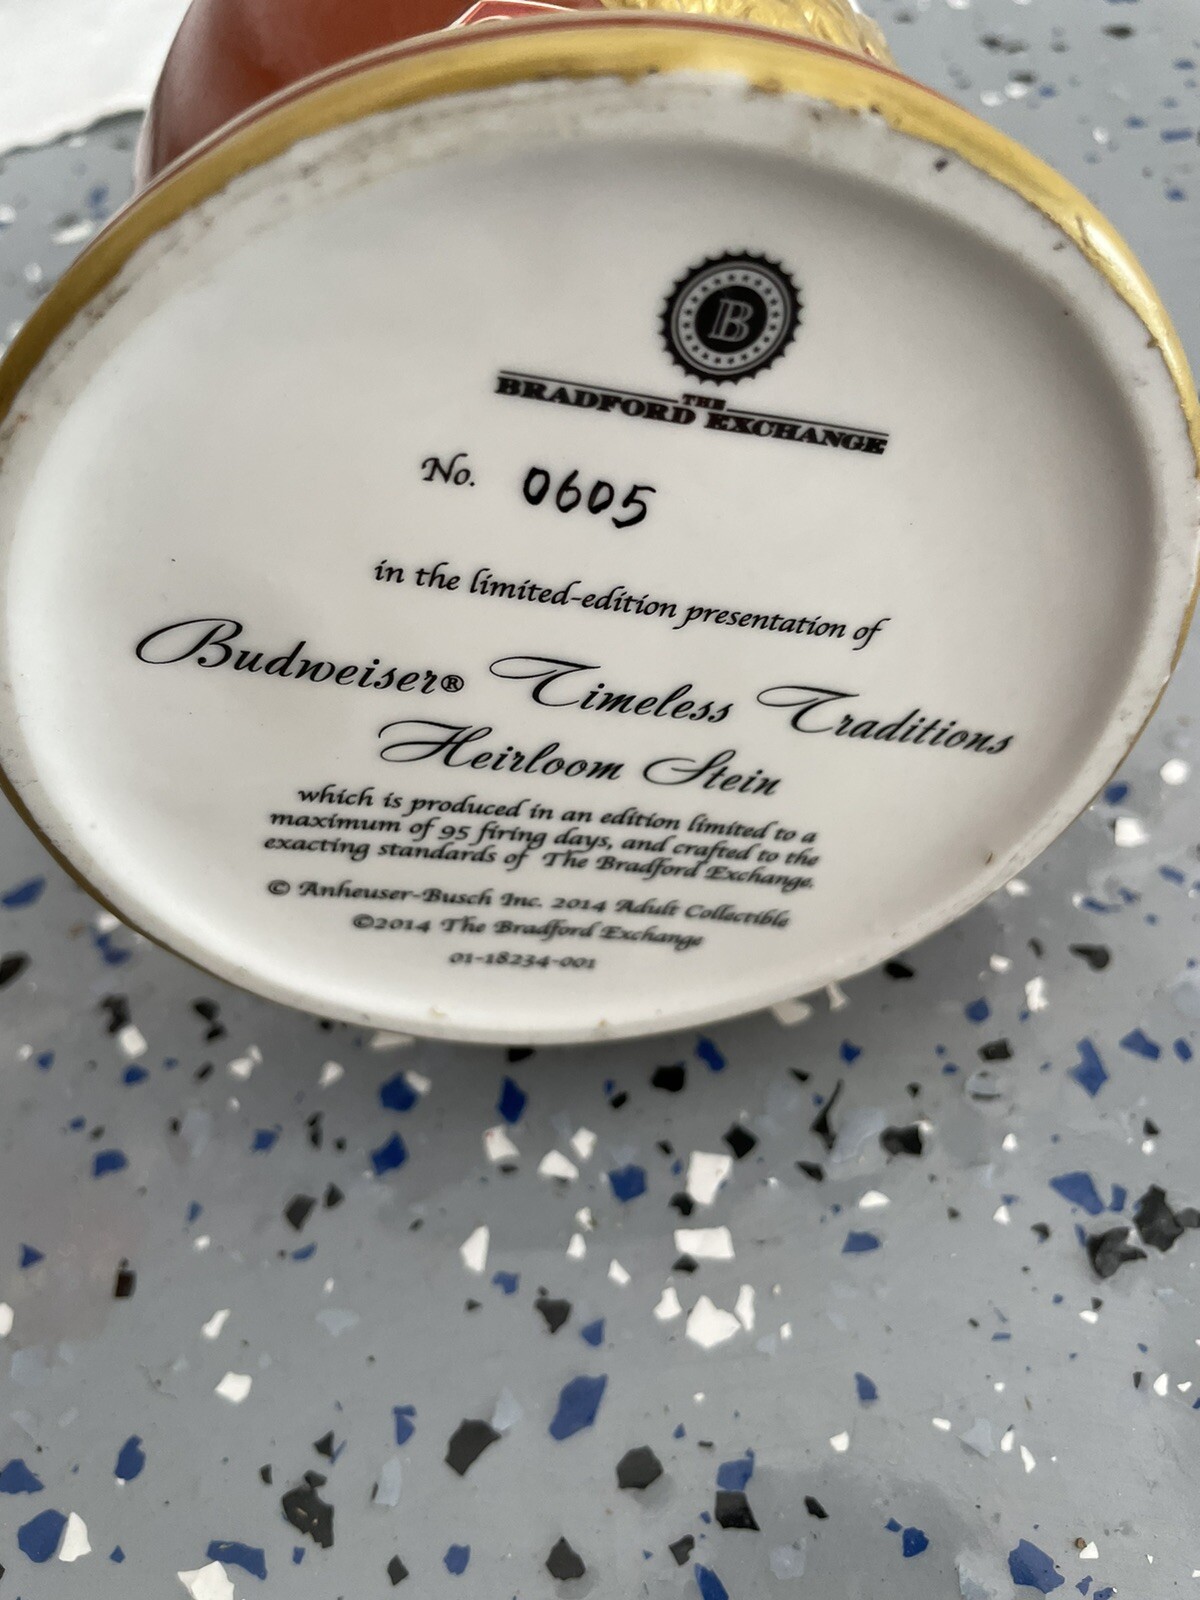 B
THE
BRADFORD EXCHANGE
No. 0605
in the limited-edition presentation of
Budweiser® Timeless Traditions
Heirloom Stein
which is produced in an edition limited to a
maximum of 95 firing days, and crafted to the
exacting standards of The Bradford Exchange.
© Anheuser-Busch Inc. 2014 Adult Collectible
©2014 The Bradford Exchange
01-18234-001